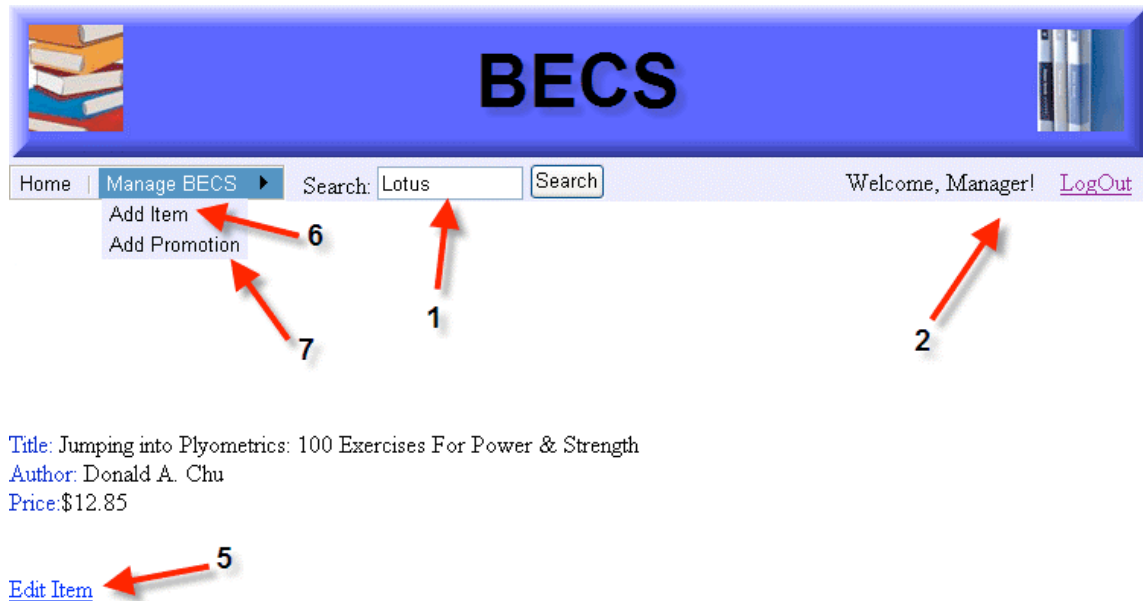 BECS
Home | Manage BECS Search: Lotus Search Welcome, Manager! LogOut
Add Item
6
Add Promotion
1
7
2
Title: Jumping into Plyometrics: 100 Exercises For Power & Strength
Author: Donald A. Chu
Price:$12.85
5
Edit Item